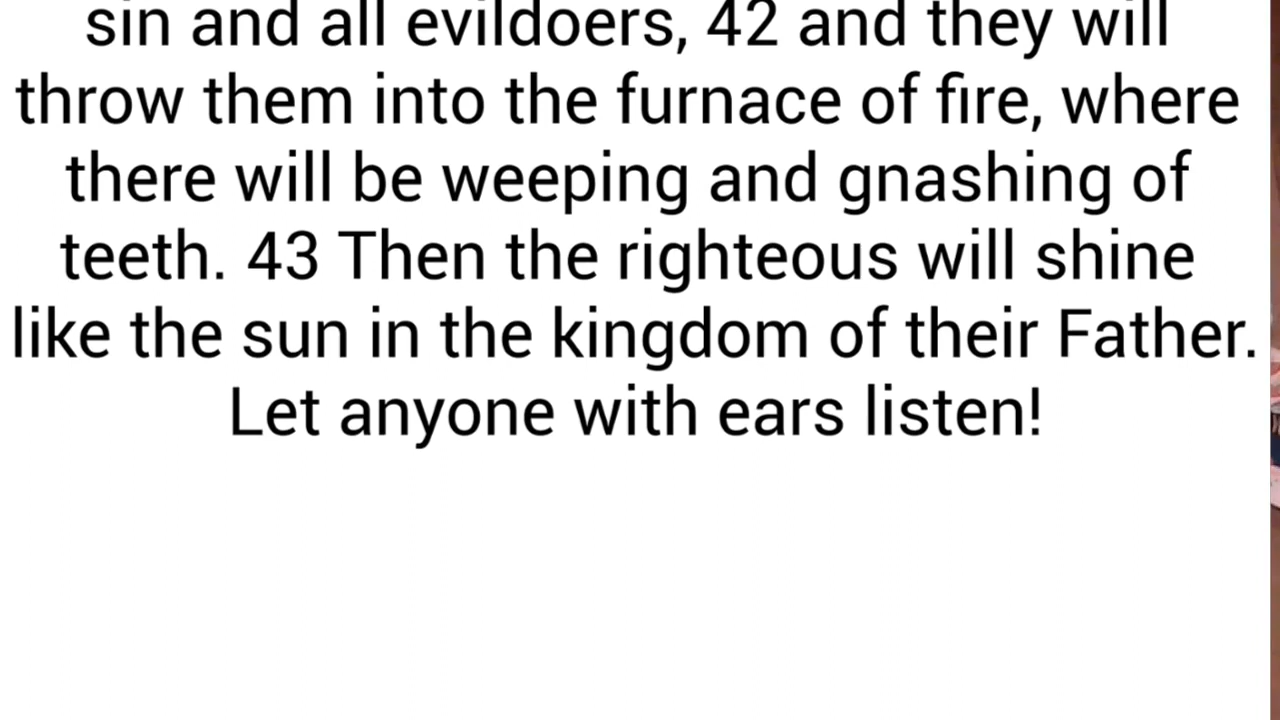 sin and all evildoers, 42 and they will
throw them into the furnace of fire, where
there will be weeping and gnashing of
teeth. 43 Then the righteous will shine
like the sun in the kingdom of their Father.
Let anyone with ears listen!